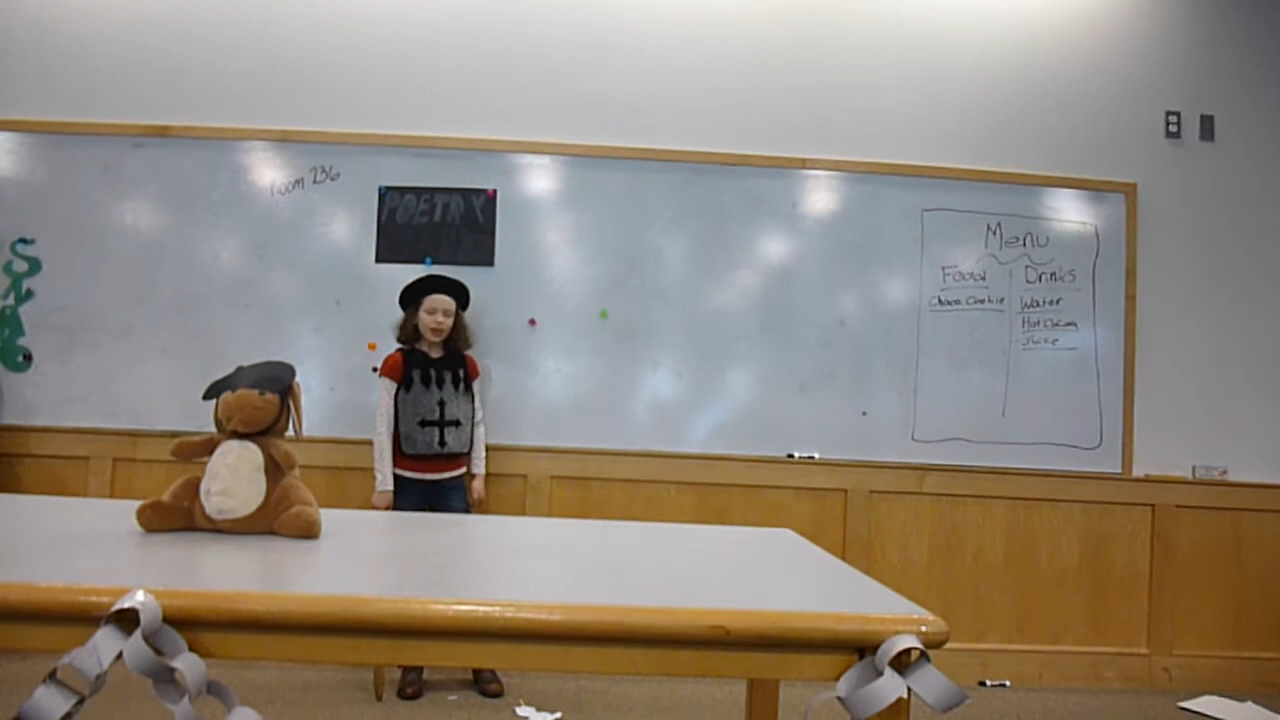 room 236
POETRY
Menu
Food
Drinks
Choco Cookie
Water
Hot Cocoa
Juice